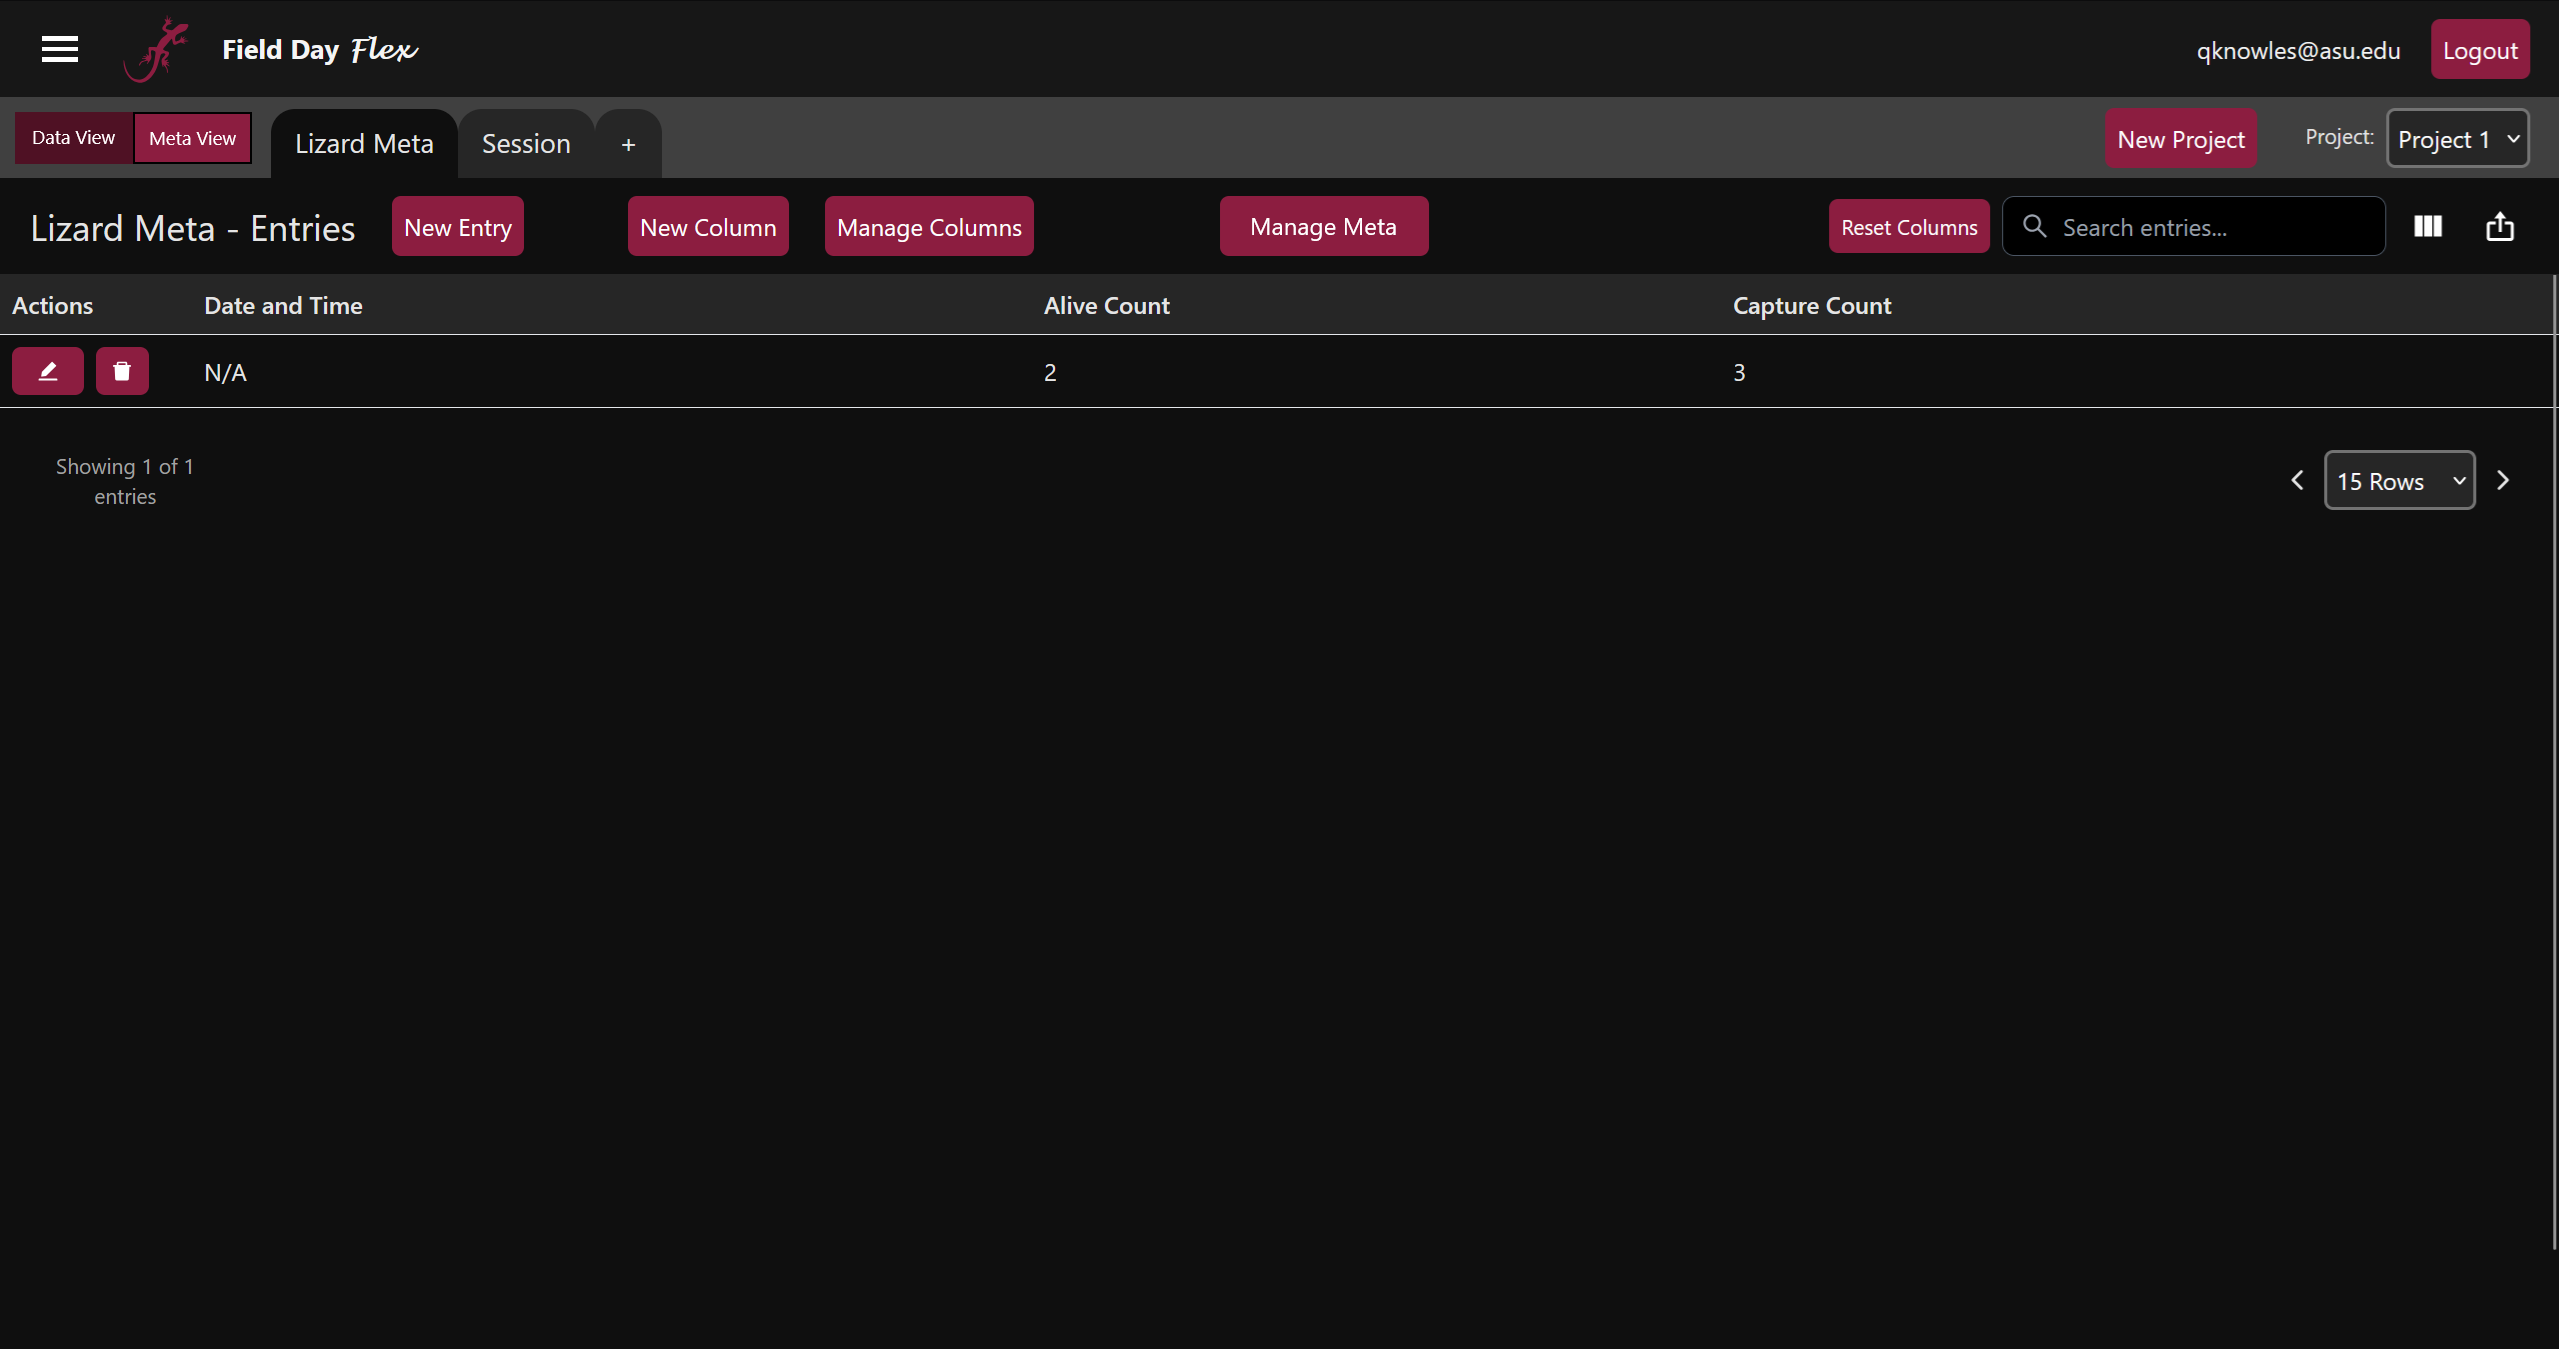 Field Day Flex
qknowles@asu.edu
Logout
Data View
Meta View
Lizard Meta
Session
+
New Project
Project:
Project 1
Lizard Meta - Entries
New Entry
New Column
Manage Columns
Manage Meta
Reset Columns
Search entries...
Actions
Date and Time
Alive Count
Capture Count
N/A
2
3
Showing 1 of 1
entries
15 Rows